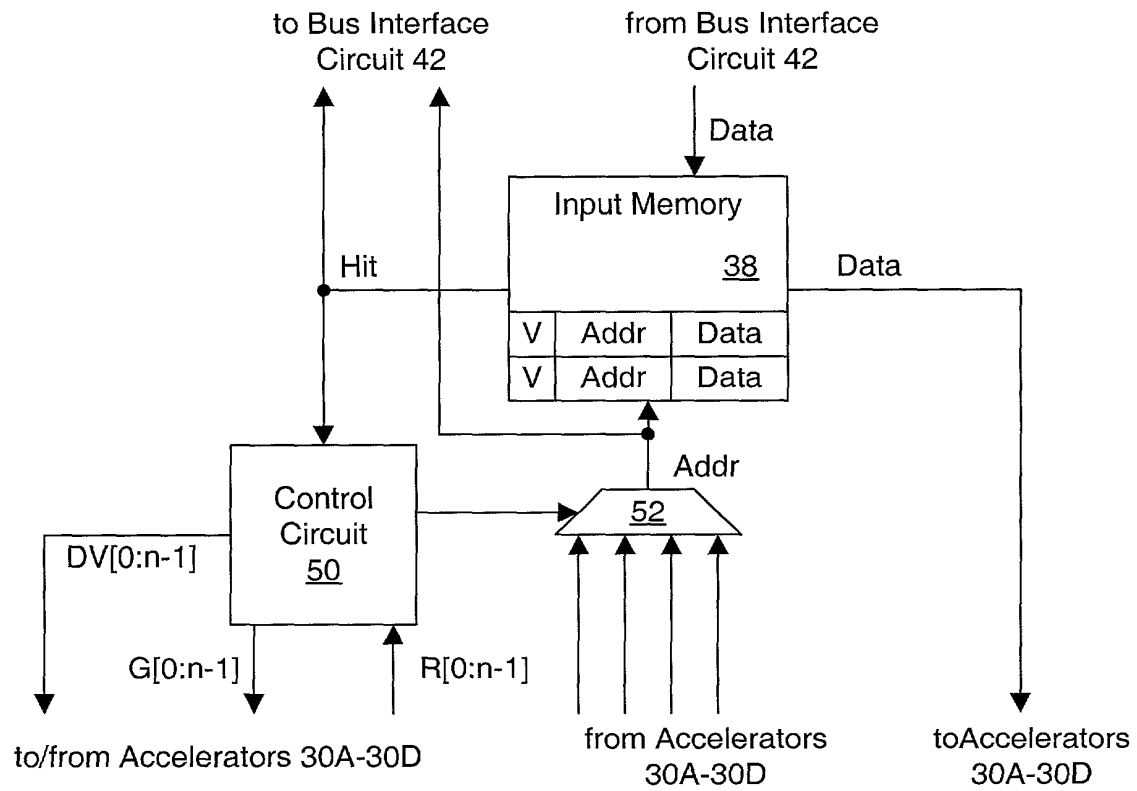 to Bus Interface
Circuit 42
from Bus Interface
Circuit 42
Data
Input Memory
38
Hit
Data
V Addr Data
V Addr Data
Addr
Control
Circuit
50
52
DV[0:n-1]
G[0:n-1]
R[0:n-1]
to/from Accelerators 30A-30D
from Accelerators
30A-30D
toAccelerators
30A-30D